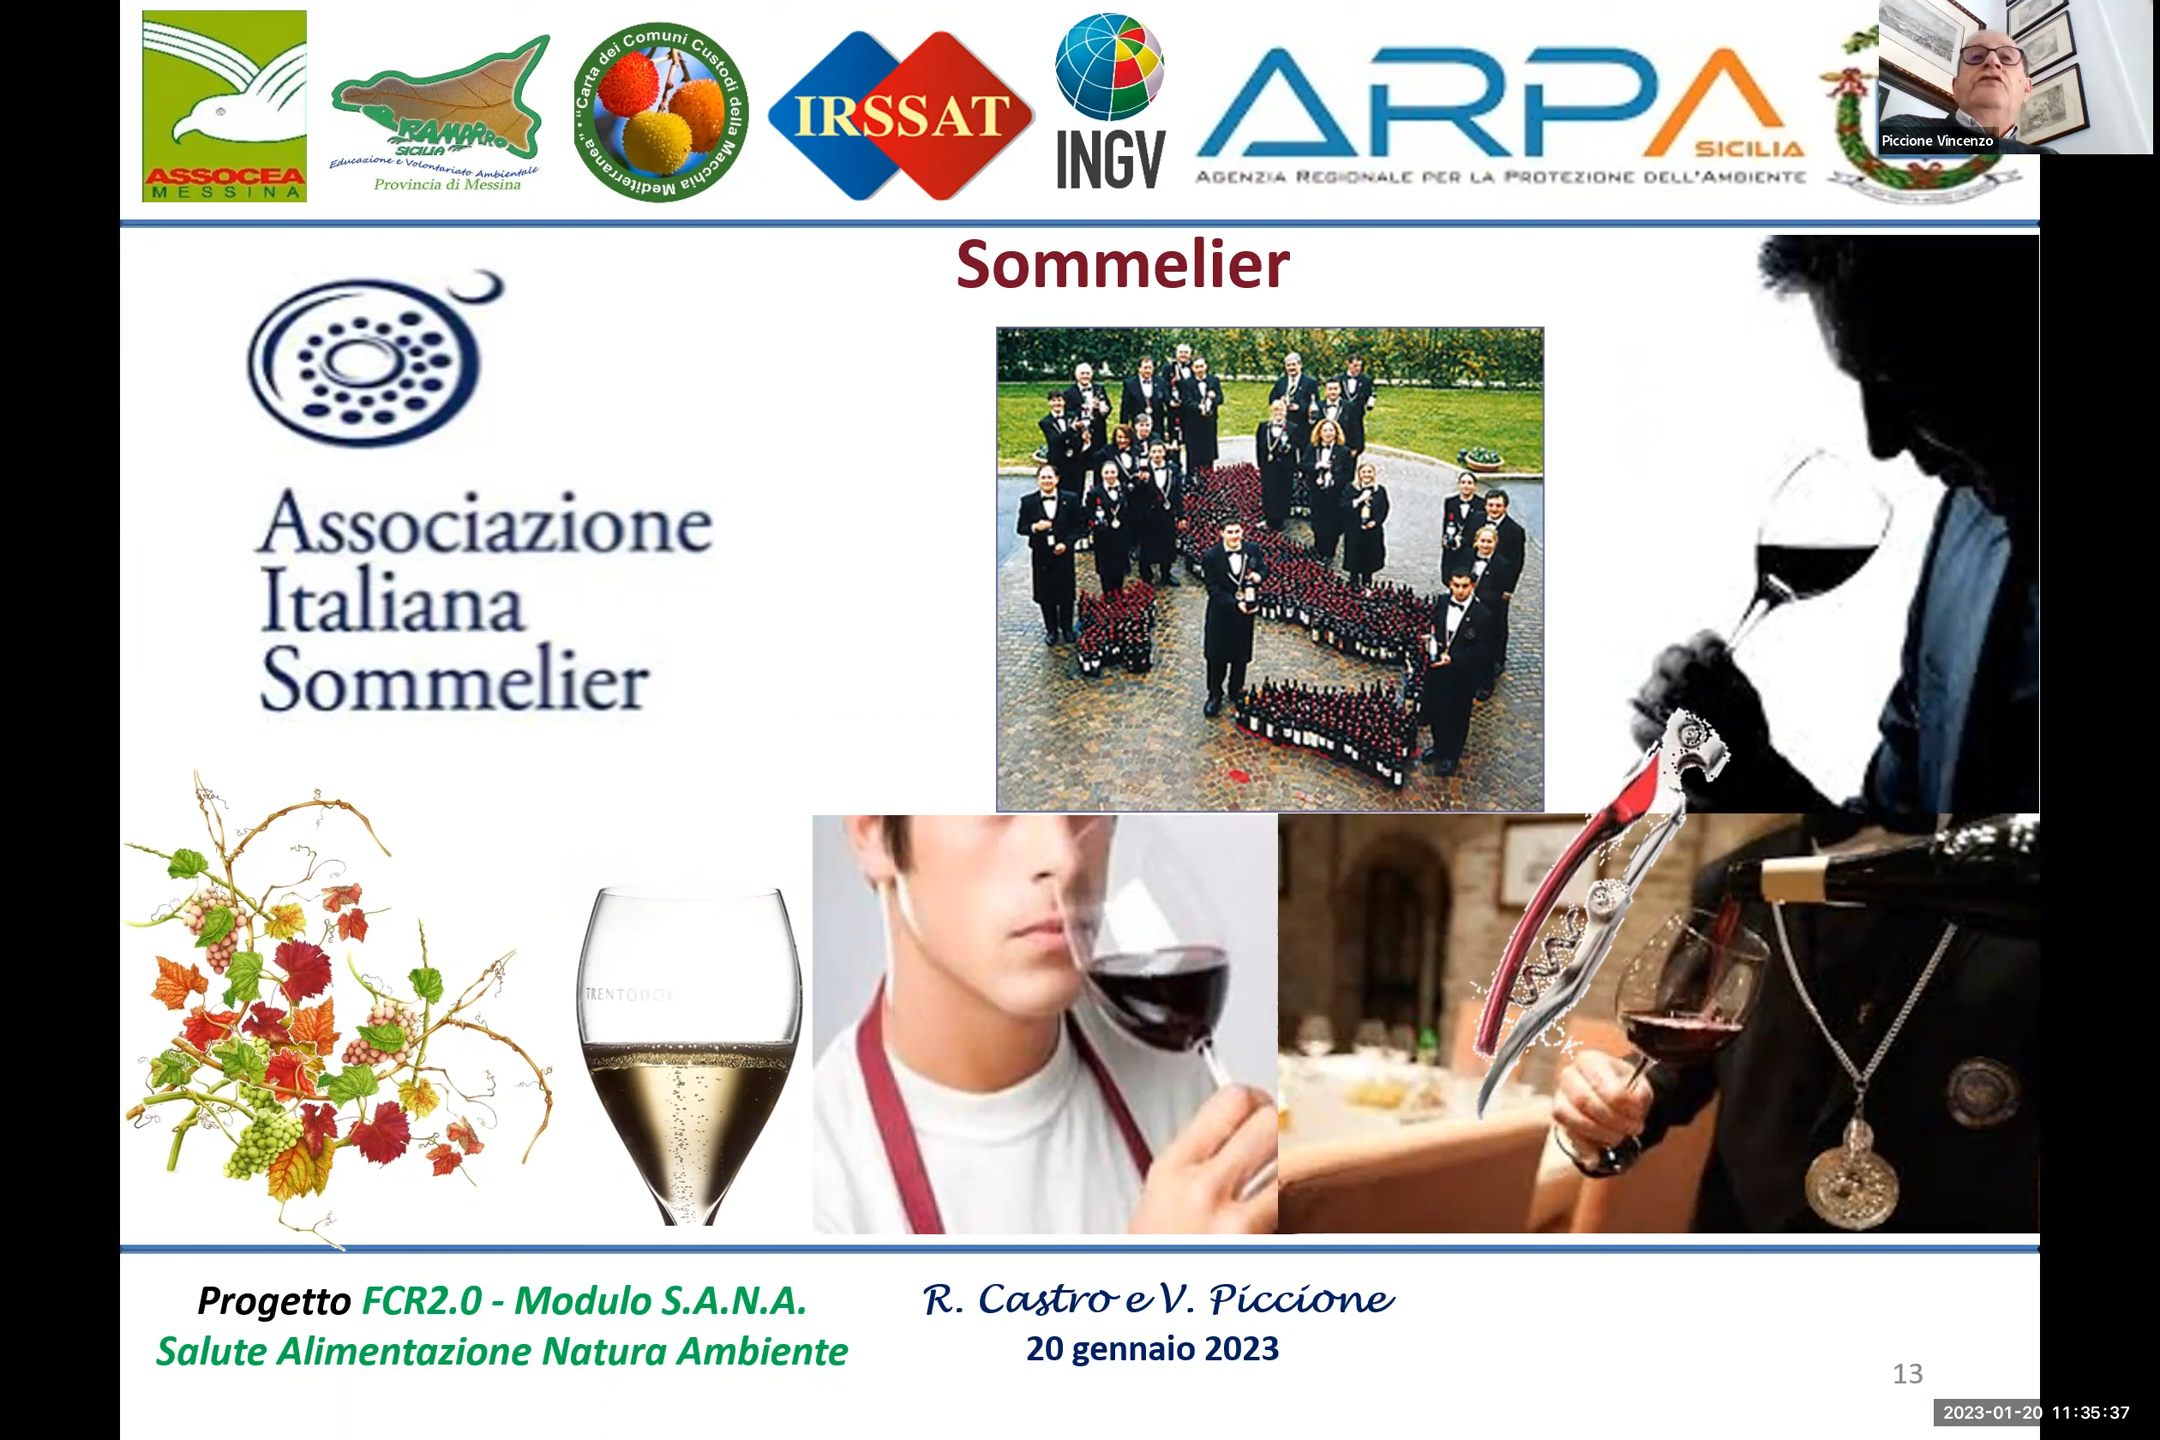 ASSOCEA
MESSINA
RAMARRO
SICILIA
Educazione e Volontariato Ambientale
Provincia di Messina
"Carta dei Comuni Custodi della Macchia Mediterranea"
IRSSAT
INGV
ARPA
SICILIA
AGENZIA REGIONALE PER LA PROTEZIONE DELL'AMBIENTE
Piccione Vincenzo
Sommelier
Associazione
Italiana
Sommelier
TRENTODOC
Progetto FCR2.0 - Modulo S.A.N.A.
Salute Alimentazione Natura Ambiente
R. Castro e V. Piccione
20 gennaio 2023
13
2023-01-20 11:35:37